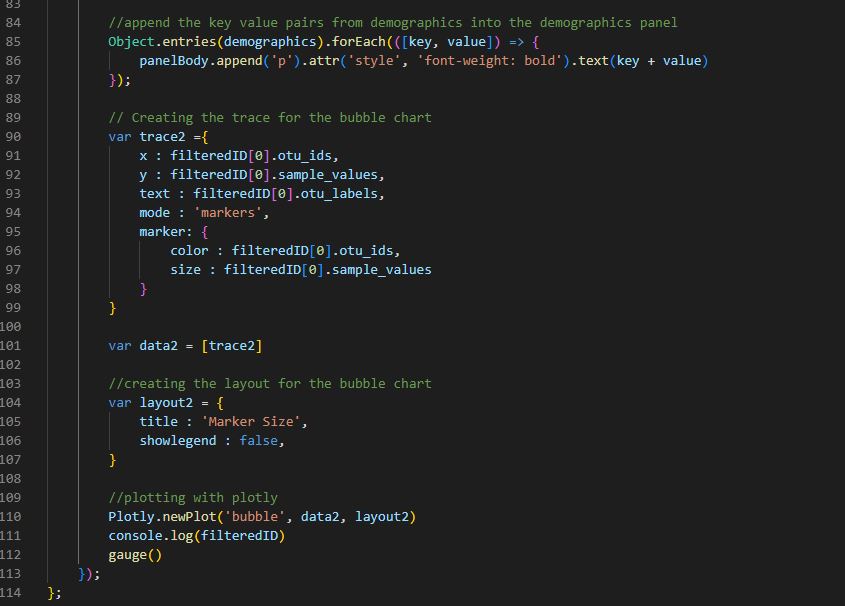 83
84 //append the key value pairs from demographics into the demographics panel
85 Object.entries(demographics).forEach(([key, value]) => {
86 panelBody.append('p').attr('style', 'font-weight: bold').text(key + value)
87 });
88
89 // Creating the trace for the bubble chart
90 var trace2 ={
91 x : filteredID[0].otu_ids,
92 y : filteredID[0].sample_values,
93 text : filteredID[0].otu_labels,
94 mode : 'markers',
95 marker: {
96 color : filteredID[0].otu_ids,
97 size : filteredID[0].sample_values
98 }
99 }
100
101 var data2 = [trace2]
102
103 //creating the layout for the bubble chart
104 var layout2 = {
105 title : 'Marker Size',
106 showlegend : false,
107 }
108
109 //plotting with plotly
110 Plotly.newPlot('bubble', data2, layout2)
111 console.log(filteredID)
112 gauge()
113 });
114 };